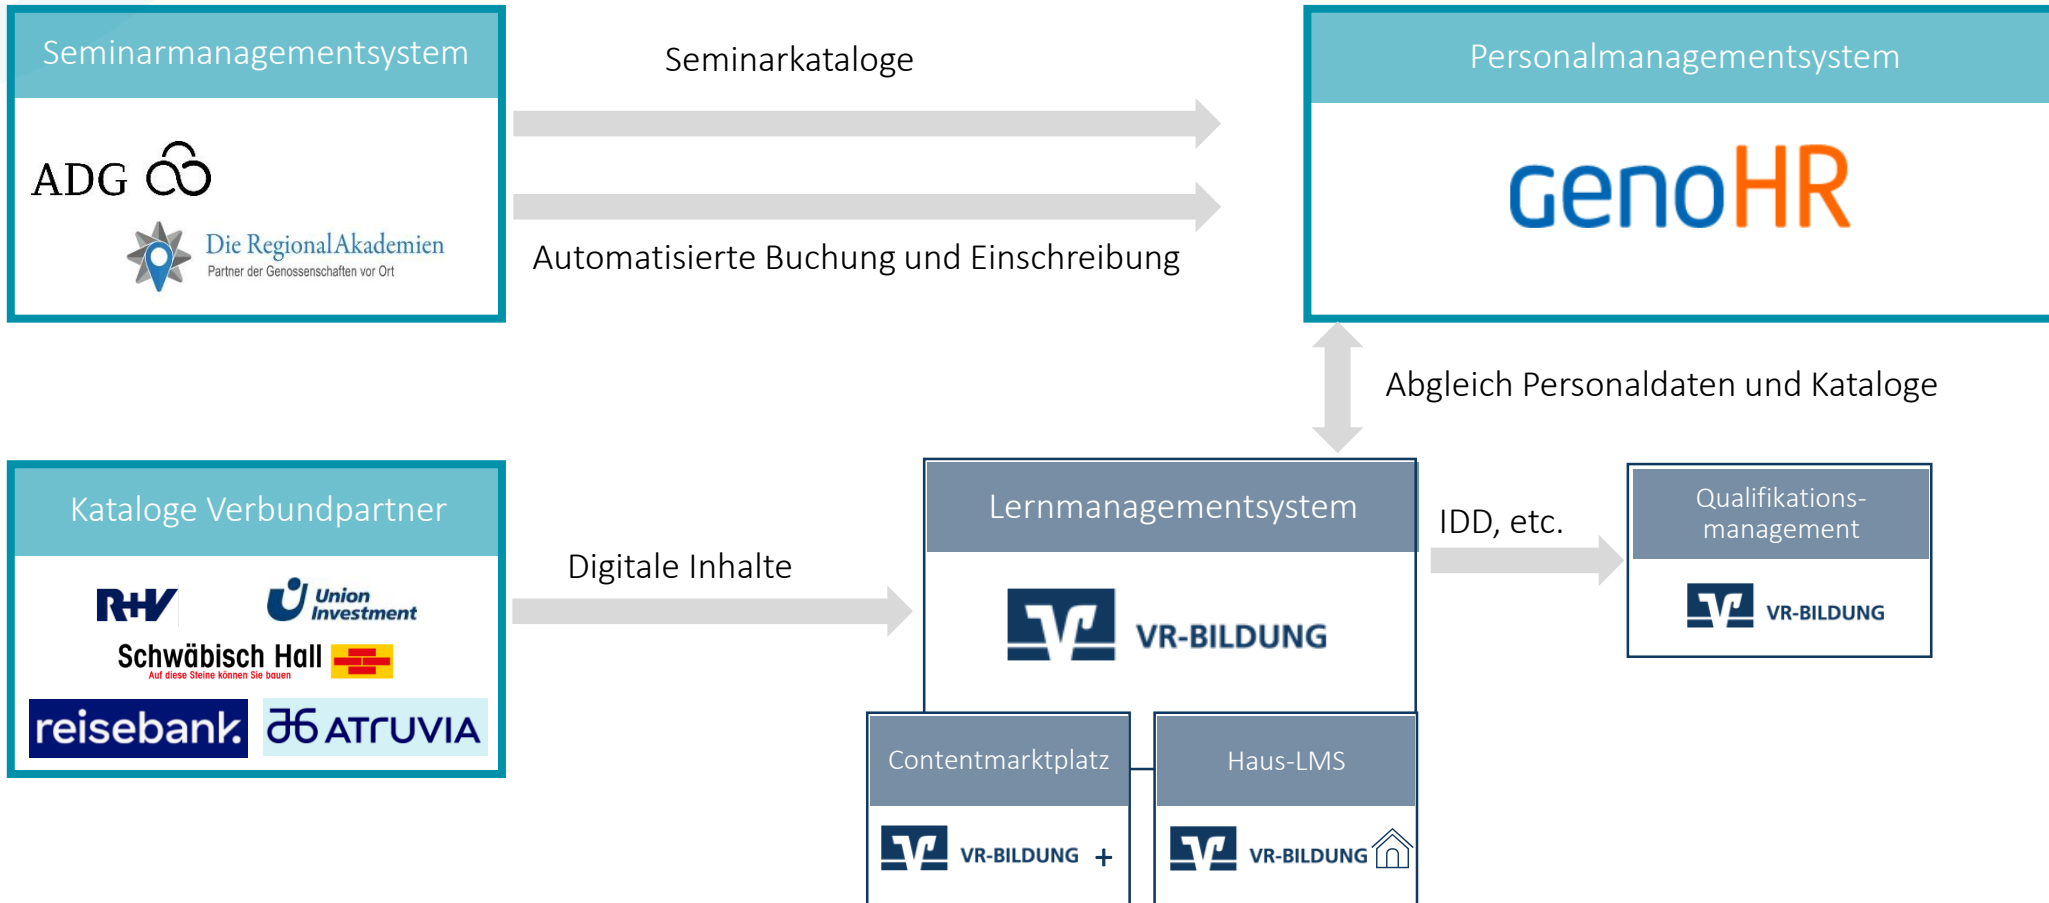 Seminarmanagementsystem
ADG
Die RegionalAkademien
Partner der Genossenschaften vor Ort
Seminarkataloge
Automatisierte Buchung und Einschreibung
Personalmanagementsystem
GenoHR
Abgleich Personaldaten und Kataloge
Kataloge Verbundpartner
R+V
Union
Investment
Schwäbisch Hall
Auf diese Steine können Sie bauen
reisebank.
ATRUVIA
Digitale Inhalte
Lernmanagementsystem
VR-BILDUNG
IDD, etc.
Qualifikations-
management
VR-BILDUNG
Contentmarktplatz
VR-BILDUNG +
Haus-LMS
VR-BILDUNG